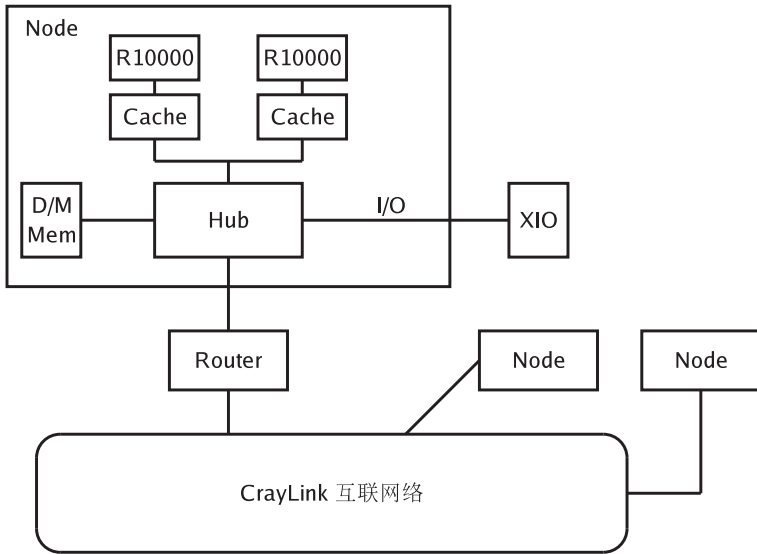 Node
R10000
R10000
Cache
Cache
D/M
Mem
Hub
I/O
XIO
Router
Node
Node
CrayLink 互联网络